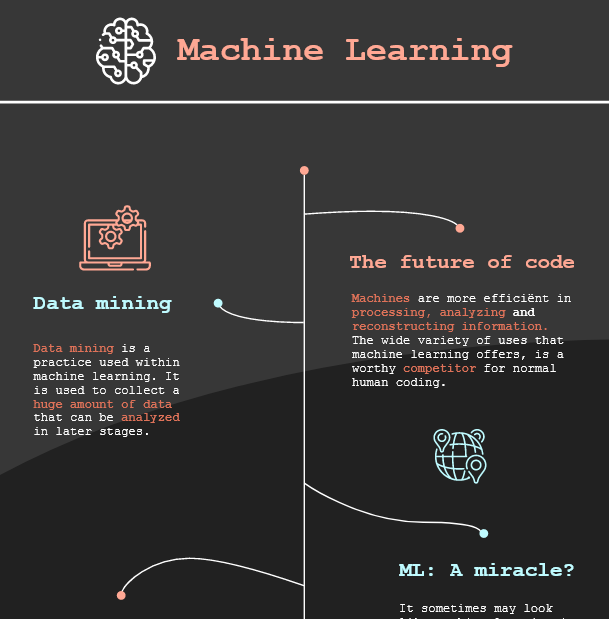 Machine Learning
The future of code
Machines are more efficiënt in
processing, analyzing and
reconstructing information.
The wide variety of uses that
machine learning offers, is a
worthy competitor for normal
human coding.
Data mining
Data mining is a
practice used within
machine learning. It
is used to collect a
huge amount of data
that can be analyzed
in later stages.
ML: A miracle?
It sometimes may look